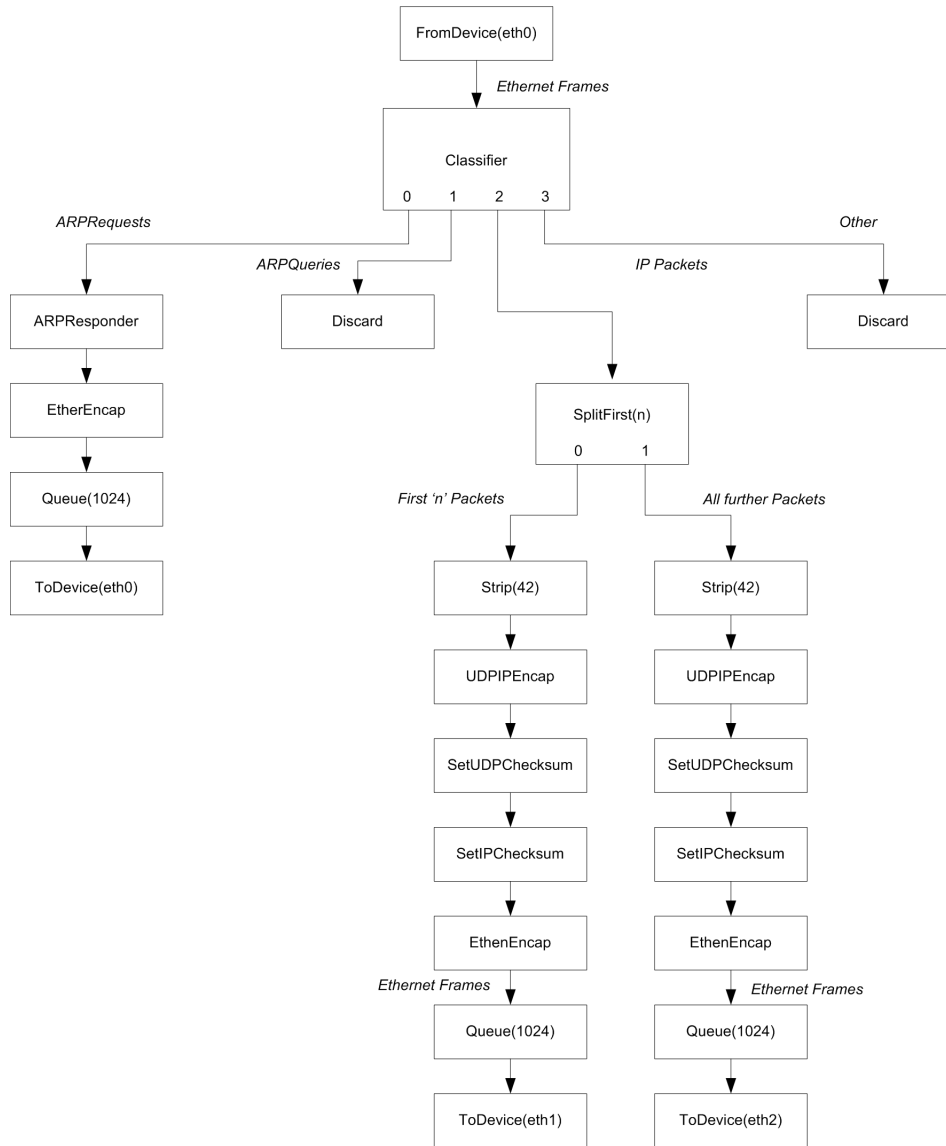 FromDevice(eth0)
Ethernet Frames
Classifier
0 1 2 3
ARPRequests
Other
ARPQueries
IP Packets
ARPResponder
Discard
Discard
EtherEncap
SplitFirst(n)
0 1
Queue(1024)
First ‘n’ Packets
All further Packets
ToDevice(eth0)
Strip(42)
Strip(42)
UDPIPEncap
UDPIPEncap
SetUDPChecksum
SetUDPChecksum
SetIPChecksum
SetIPChecksum
EthenEncap
EthenEncap
Ethernet Frames
Ethernet Frames
Queue(1024)
Queue(1024)
ToDevice(eth1)
ToDevice(eth2)